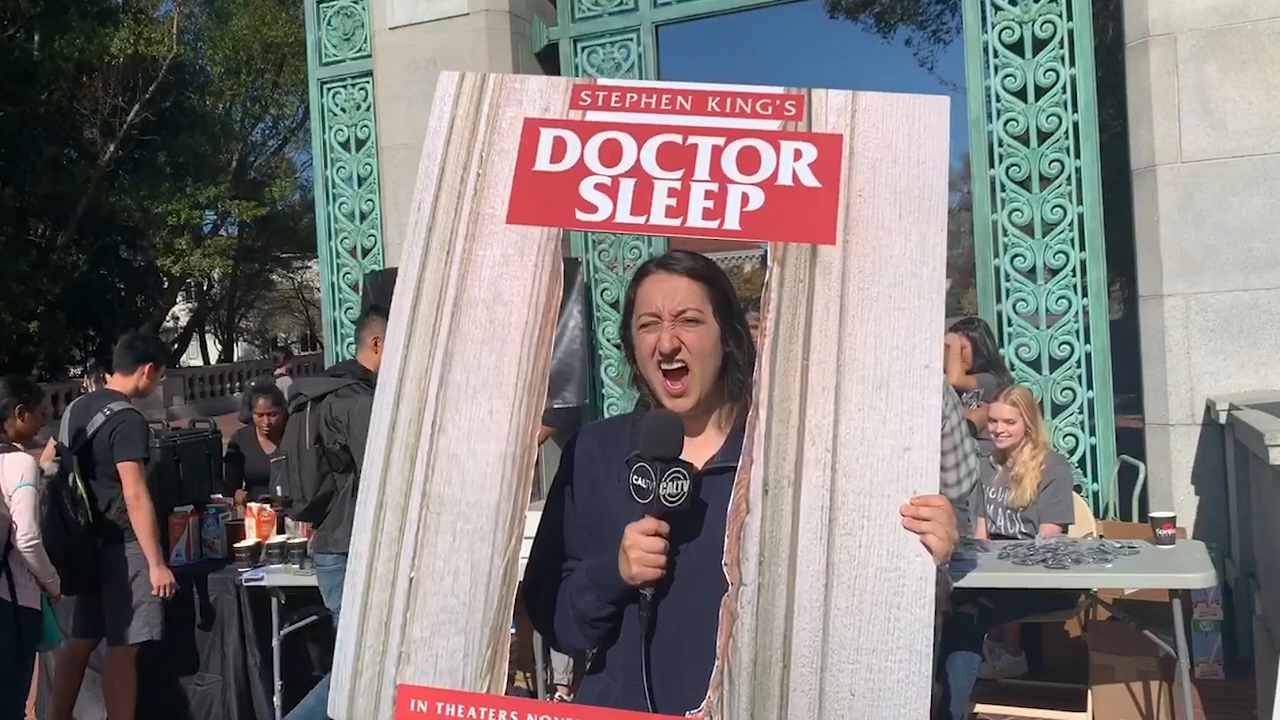 STEPHEN KING'S
DOCTOR
SLEEP
CALTV
CALTV
IN THEATERS